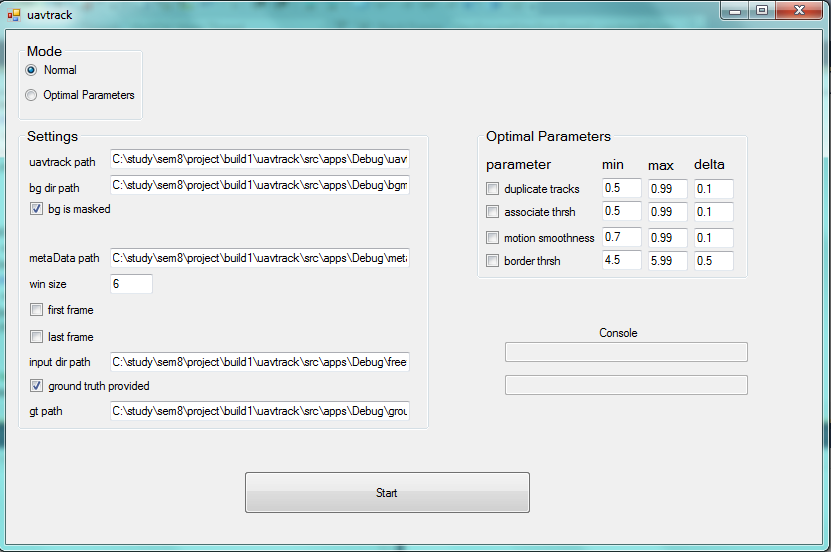 uavtrack
Mode
Normal
Optimal Parameters
Settings
uavtrack path C:\study\sem8\project\build1\uavtrack\src\apps\Debug\uavt
bg dir path C:\study\sem8\project\build1\uavtrack\src\apps\Debug\bgm
bg is masked
metaData path C:\study\sem8\project\build1\uavtrack\src\apps\Debug\meta
win size 6
first frame
last frame
input dir path C:\study\sem8\project\build1\uavtrack\src\apps\Debug\free
ground truth provided
gt path C:\study\sem8\project\build1\uavtrack\src\apps\Debug\grou
Optimal Parameters
parameter min max delta
duplicate tracks 0.5 0.99 0.1
associate thrsh 0.5 0.99 0.1
motion smoothness 0.7 0.99 0.1
border thrsh 4.5 5.99 0.5
Console
Start